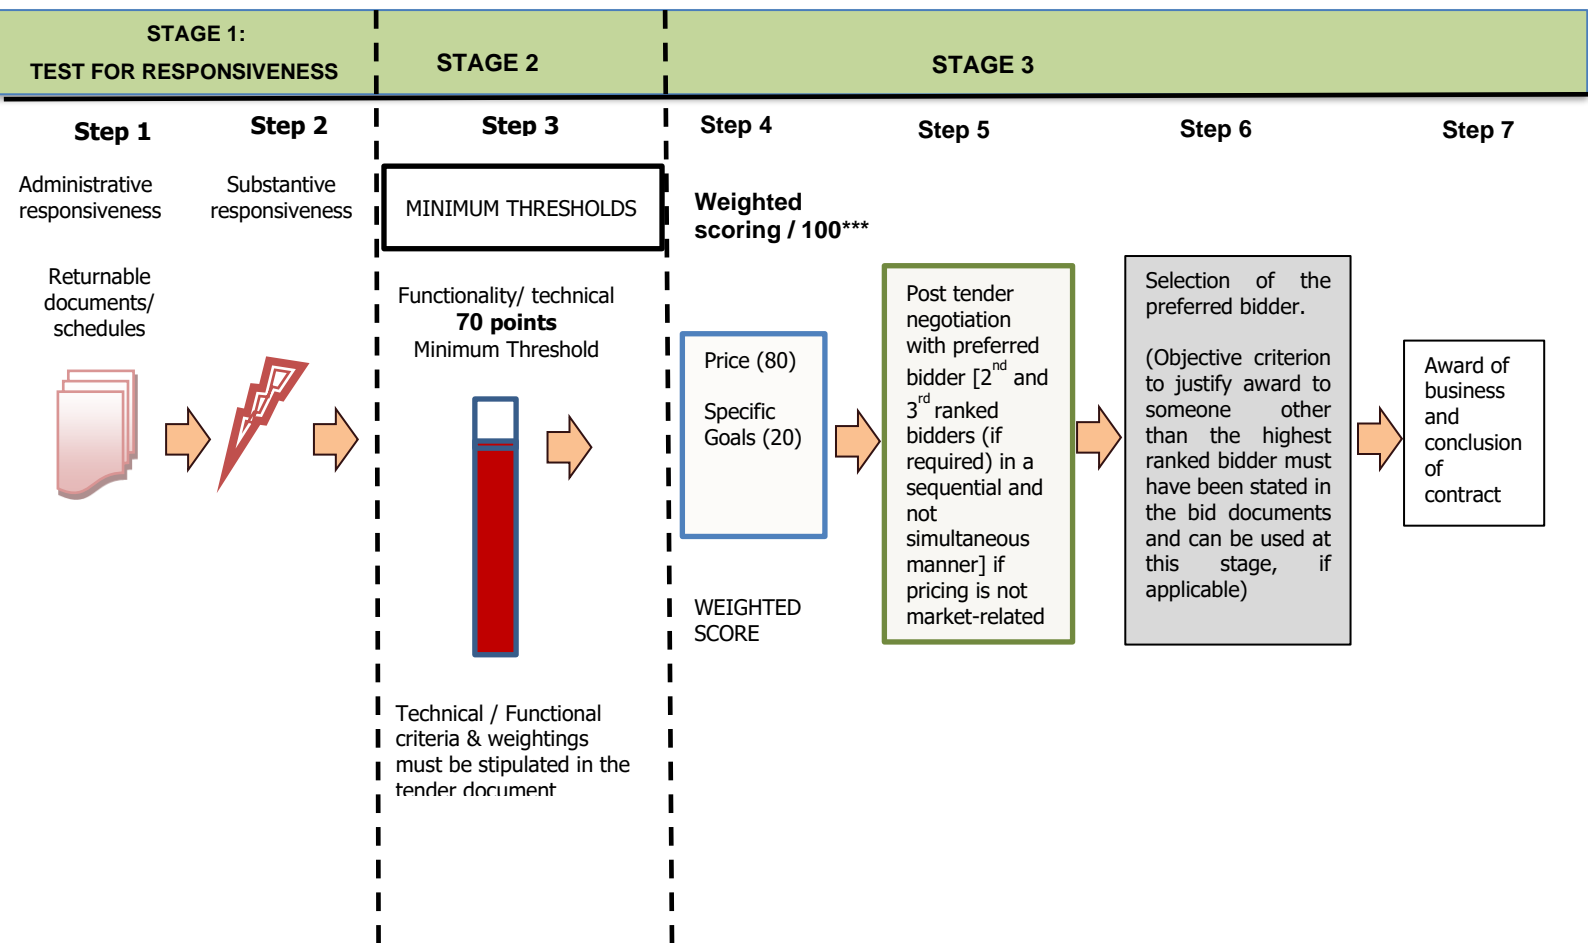 STAGE 1:
TEST FOR RESPONSIVENESS
STAGE 2
STAGE 3
Step 1
Step 2
Step 3
Step 4
Step 5
Step 6
Step 7
Administrative
responsiveness
Returnable
documents/
schedules
Substantive
responsiveness
MINIMUM THRESHOLDS
Functionality/ technical
70 points
Minimum Threshold
Technical / Functional
criteria & weightings
must be stipulated in the
tender document
Weighted
scoring / 100***
Price (80)
Specific
Goals (20)
WEIGHTED
SCORE
Post tender
negotiation
with preferred
bidder [2nd and
3rd ranked
bidders (if
required) in a
sequential and
not
simultaneous
manner] if
pricing is not
market-related
Selection of the
preferred bidder.
(Objective criterion
to justify award to
someone other
than the highest
ranked bidder must
have been stated in
the bid documents
and can be used at
this stage, if
applicable)
Award of
business
and
conclusion
of
contract